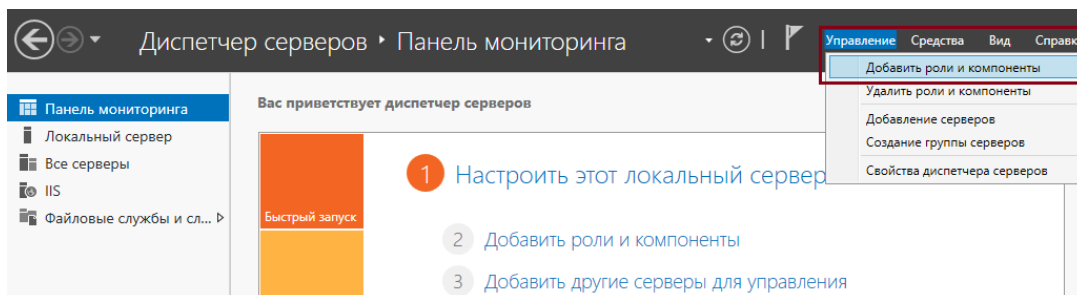 Диспетчер серверов ‣ Панель мониторинга
Управление Средства Вид Справк
Добавить роли и компоненты
Удалить роли и компоненты
Добавление серверов
Создание группы серверов
Свойства диспетчера серверов
Панель мониторинга
Локальный сервер
Все серверы
IIS
Файловые службы и сл...
Вас приветствует диспетчер серверов
Быстрый запуск
1 Настроить этот локальный сервер
2 Добавить роли и компоненты
3 Добавить другие серверы для управления